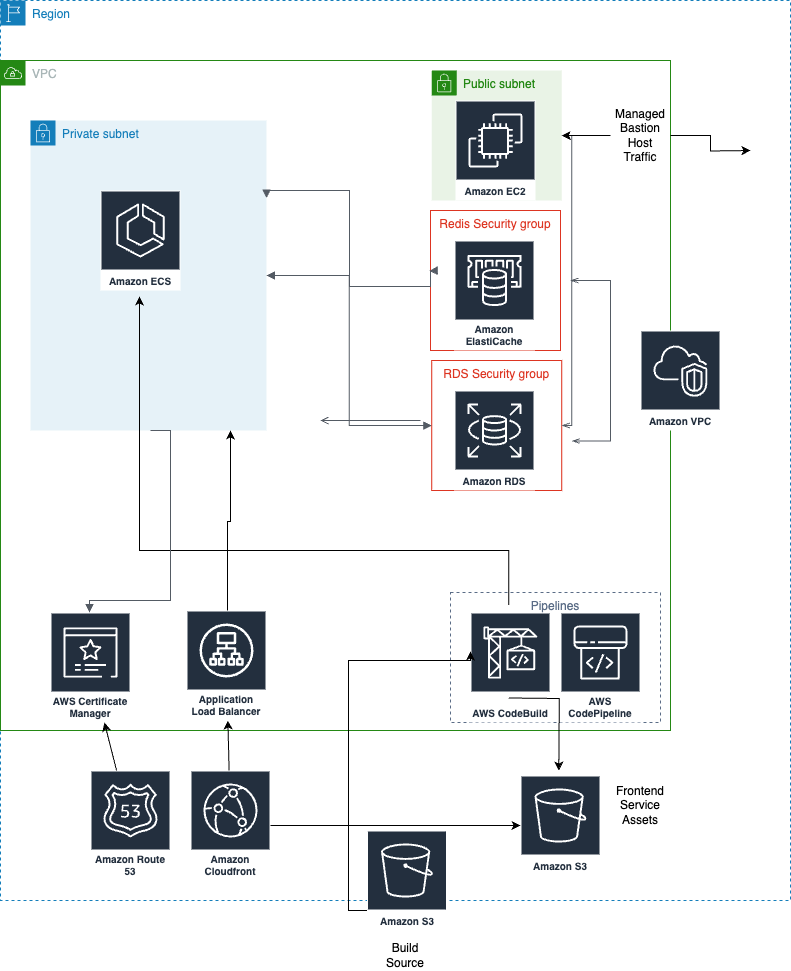 Region
VPC
Public subnet
Managed
Bastion
Host
Traffic
Private subnet
Amazon EC2
Redis Security group
Amazon ECS
Amazon
ElastiCache
RDS Security group
Amazon VPC
Amazon RDS
Pipelines
AWS Certificate
Manager
Application
Load Balancer
AWS CodeBuild
AWS
CodePipeline
53
Amazon Route
53
Amazon
Cloudfront
Amazon S3
Frontend
Service
Assets
Amazon S3
Build
Source